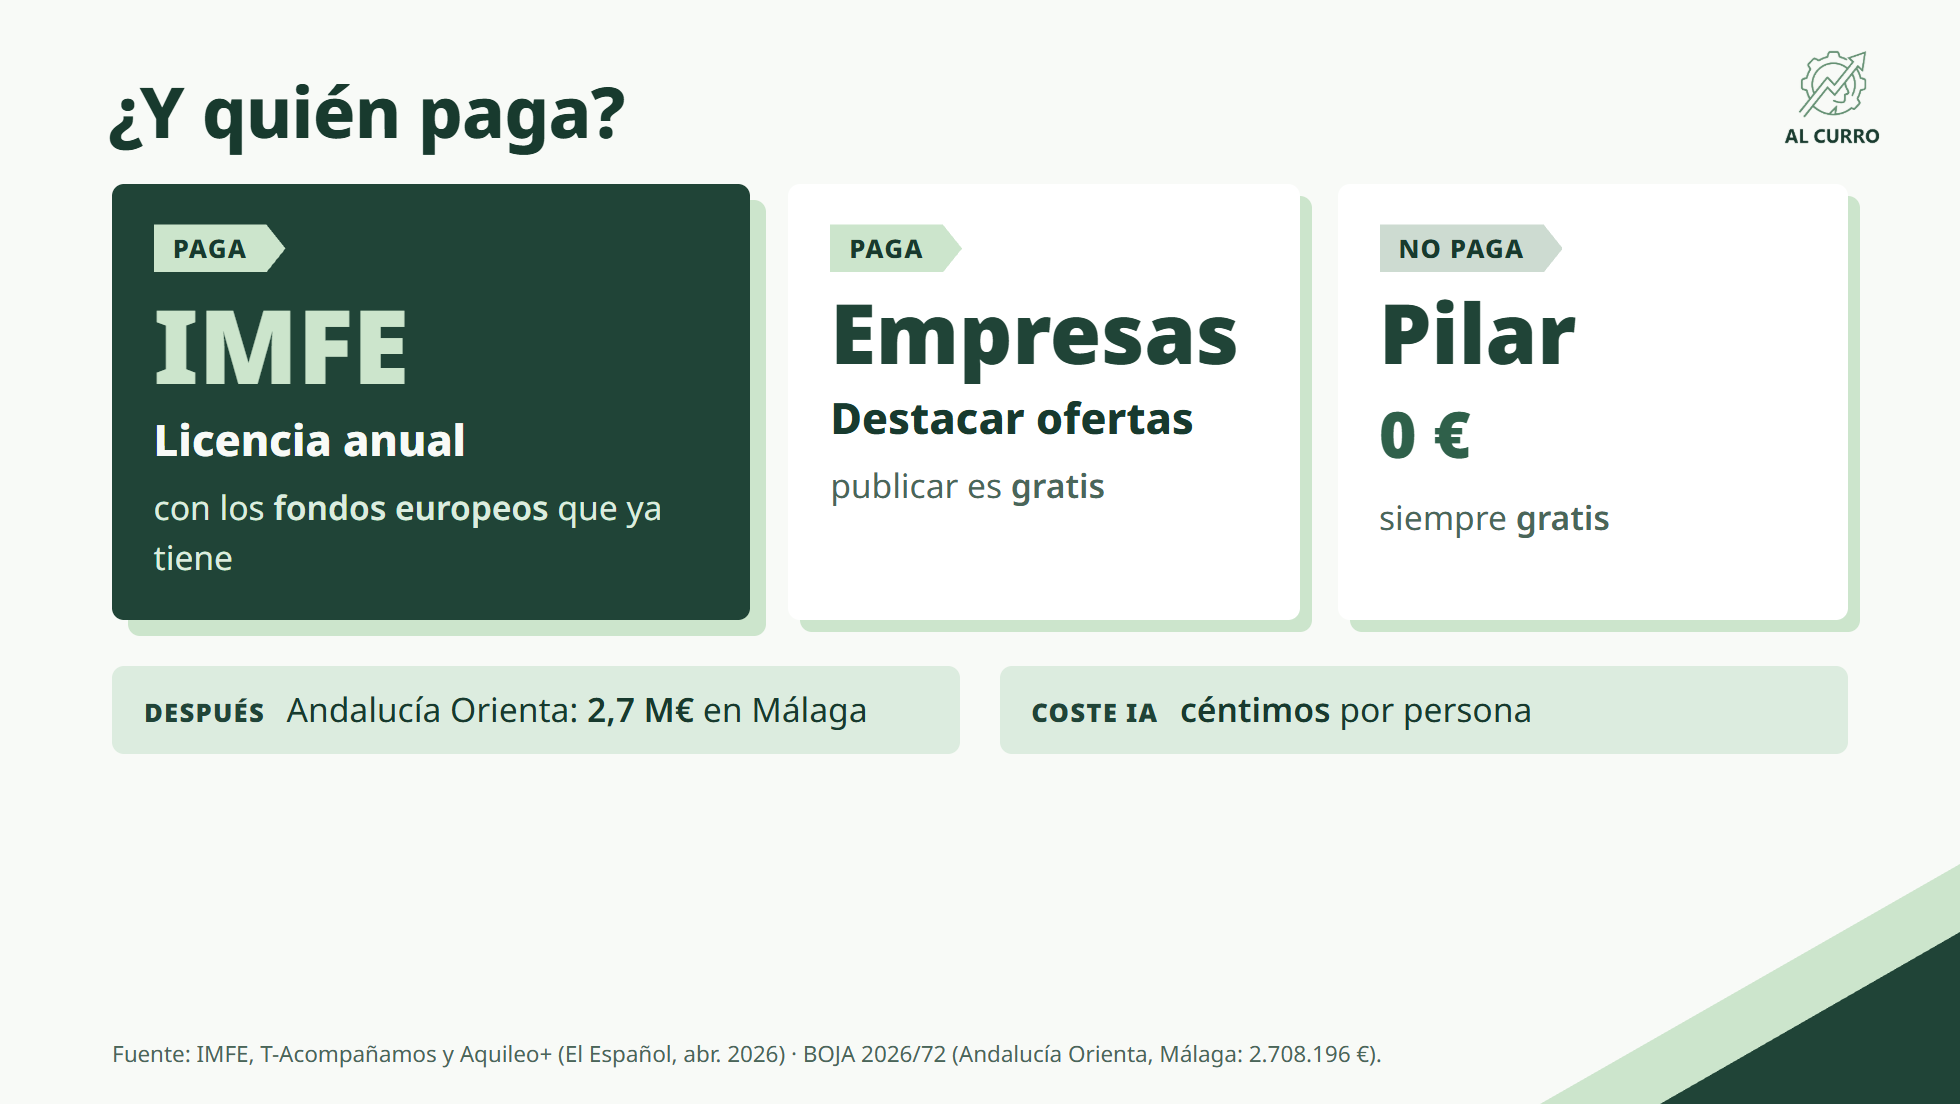 ¿Y quién paga?
AL CURRO
PAGA
IMFE
Licencia anual
con los fondos europeos que ya
tiene
PAGA
Empresas
Destacar ofertas
publicar es gratis
NO PAGA
Pilar
0 €
siempre gratis
DESPUÉS Andalucía Orienta: 2,7 M€ en Málaga
COSTE IA céntimos por persona
Fuente: IMFE, T-Acompañamos y Aquileo+ (El Español, abr. 2026) · BOJA 2026/72 (Andalucía Orienta, Málaga: 2.708.196 €).